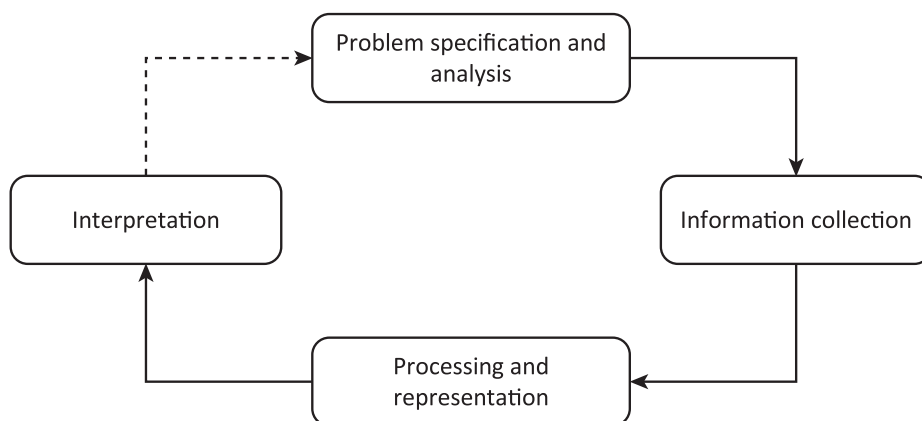 Problem specification and
analysis
Interpretation
Information collection
Processing and
representation